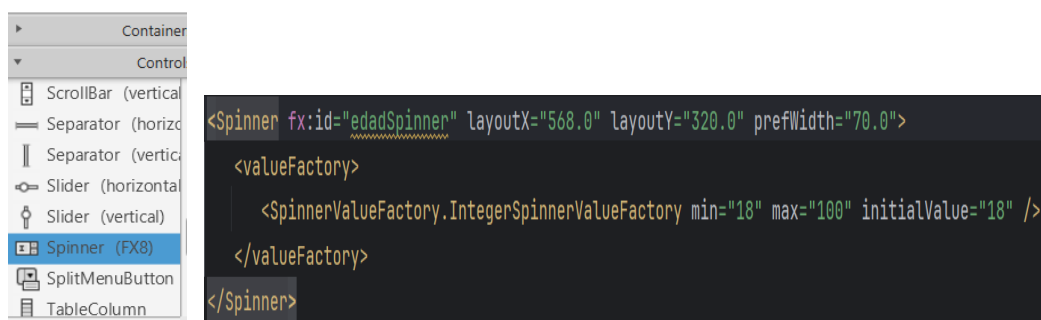 Container
Control
ScrollBar (vertical
Separator (horizo
Separator (vertic
Slider (horizontal
Slider (vertical)
Spinner (FX8)
SplitMenuButton
TableColumn
<Spinner fx:id="edadSpinner" layoutX="568.0" layoutY="320.0" prefWidth="70.0">
<valueFactory>
<SpinnerValueFactory.IntegerSpinnerValueFactory min="18" max="100" initialValue="18" />
</valueFactory>
</Spinner>